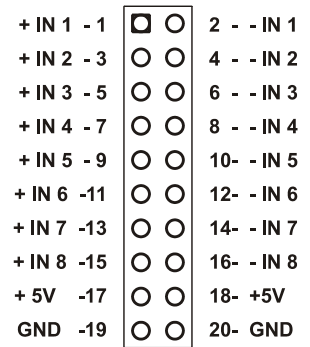 + IN 1 - 1 2 - - IN 1
+ IN 2 - 3 4 - - IN 2
+ IN 3 - 5 6 - - IN 3
+ IN 4 - 7 8 - - IN 4
+ IN 5 - 9 10- - IN 5
+ IN 6 -11 12- - IN 6
+ IN 7 -13 14- - IN 7
+ IN 8 -15 16- - IN 8
+ 5V -17 18- +5V
GND -19 20- GND